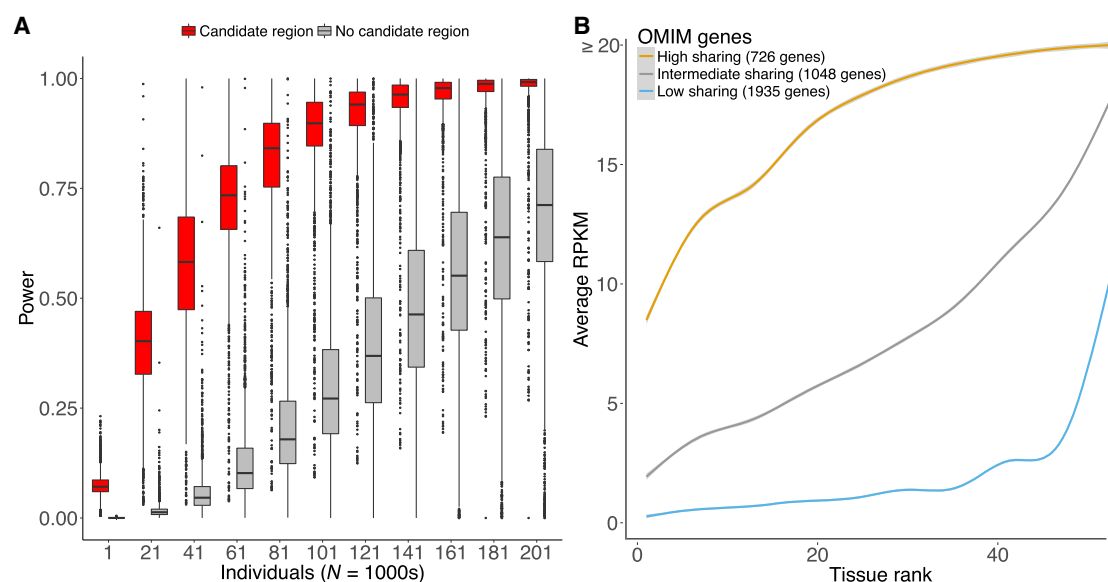 A
Candidate region No candidate region
1.00
0.75
0.50
0.25
0.00
Power
1 21 41 61 81 101 121 141 161 181 201
Individuals (N = 1000s)
B
OMIM genes
High sharing (726 genes)
Intermediate sharing (1048 genes)
Low sharing (1935 genes)
≥ 20
15
10
5
0
Average RPKM
0 20 40
Tissue rank